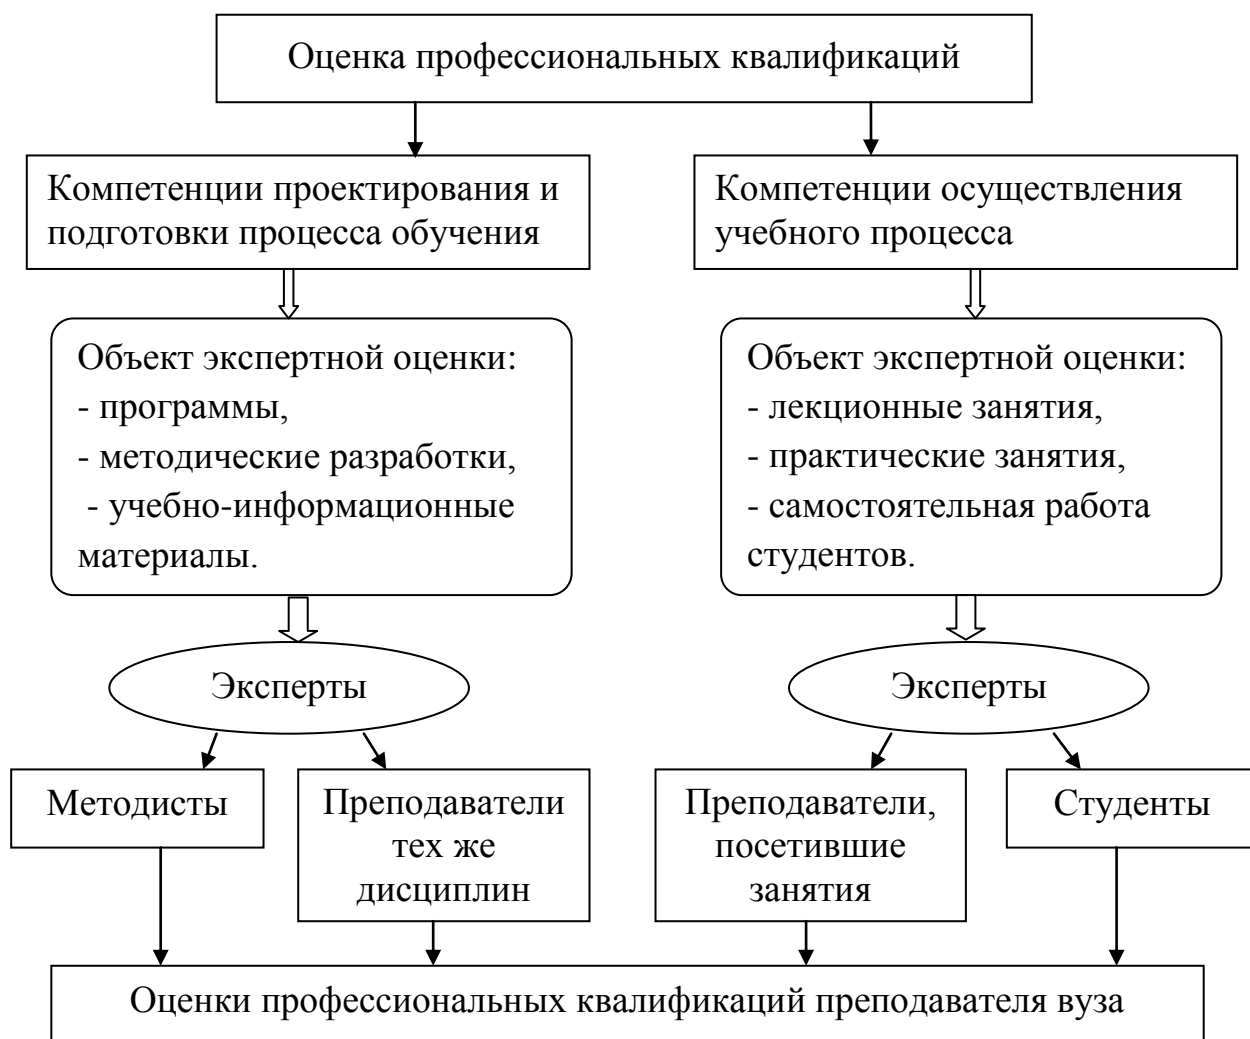 Оценка профессиональных квалификаций
Компетенции проектирования и
подготовки процесса обучения
Компетенции осуществления
учебного процесса
Объект экспертной оценки:
- программы,
- методические разработки,
- учебно-информационные
материалы.
Объект экспертной оценки:
- лекционные занятия,
- практические занятия,
- самостоятельная работа
студентов.
Эксперты
Эксперты
Методисты
Преподаватели
тех же
дисциплин
Преподаватели,
посетившие
занятия
Студенты
Оценки профессиональных квалификаций преподавателя вуза